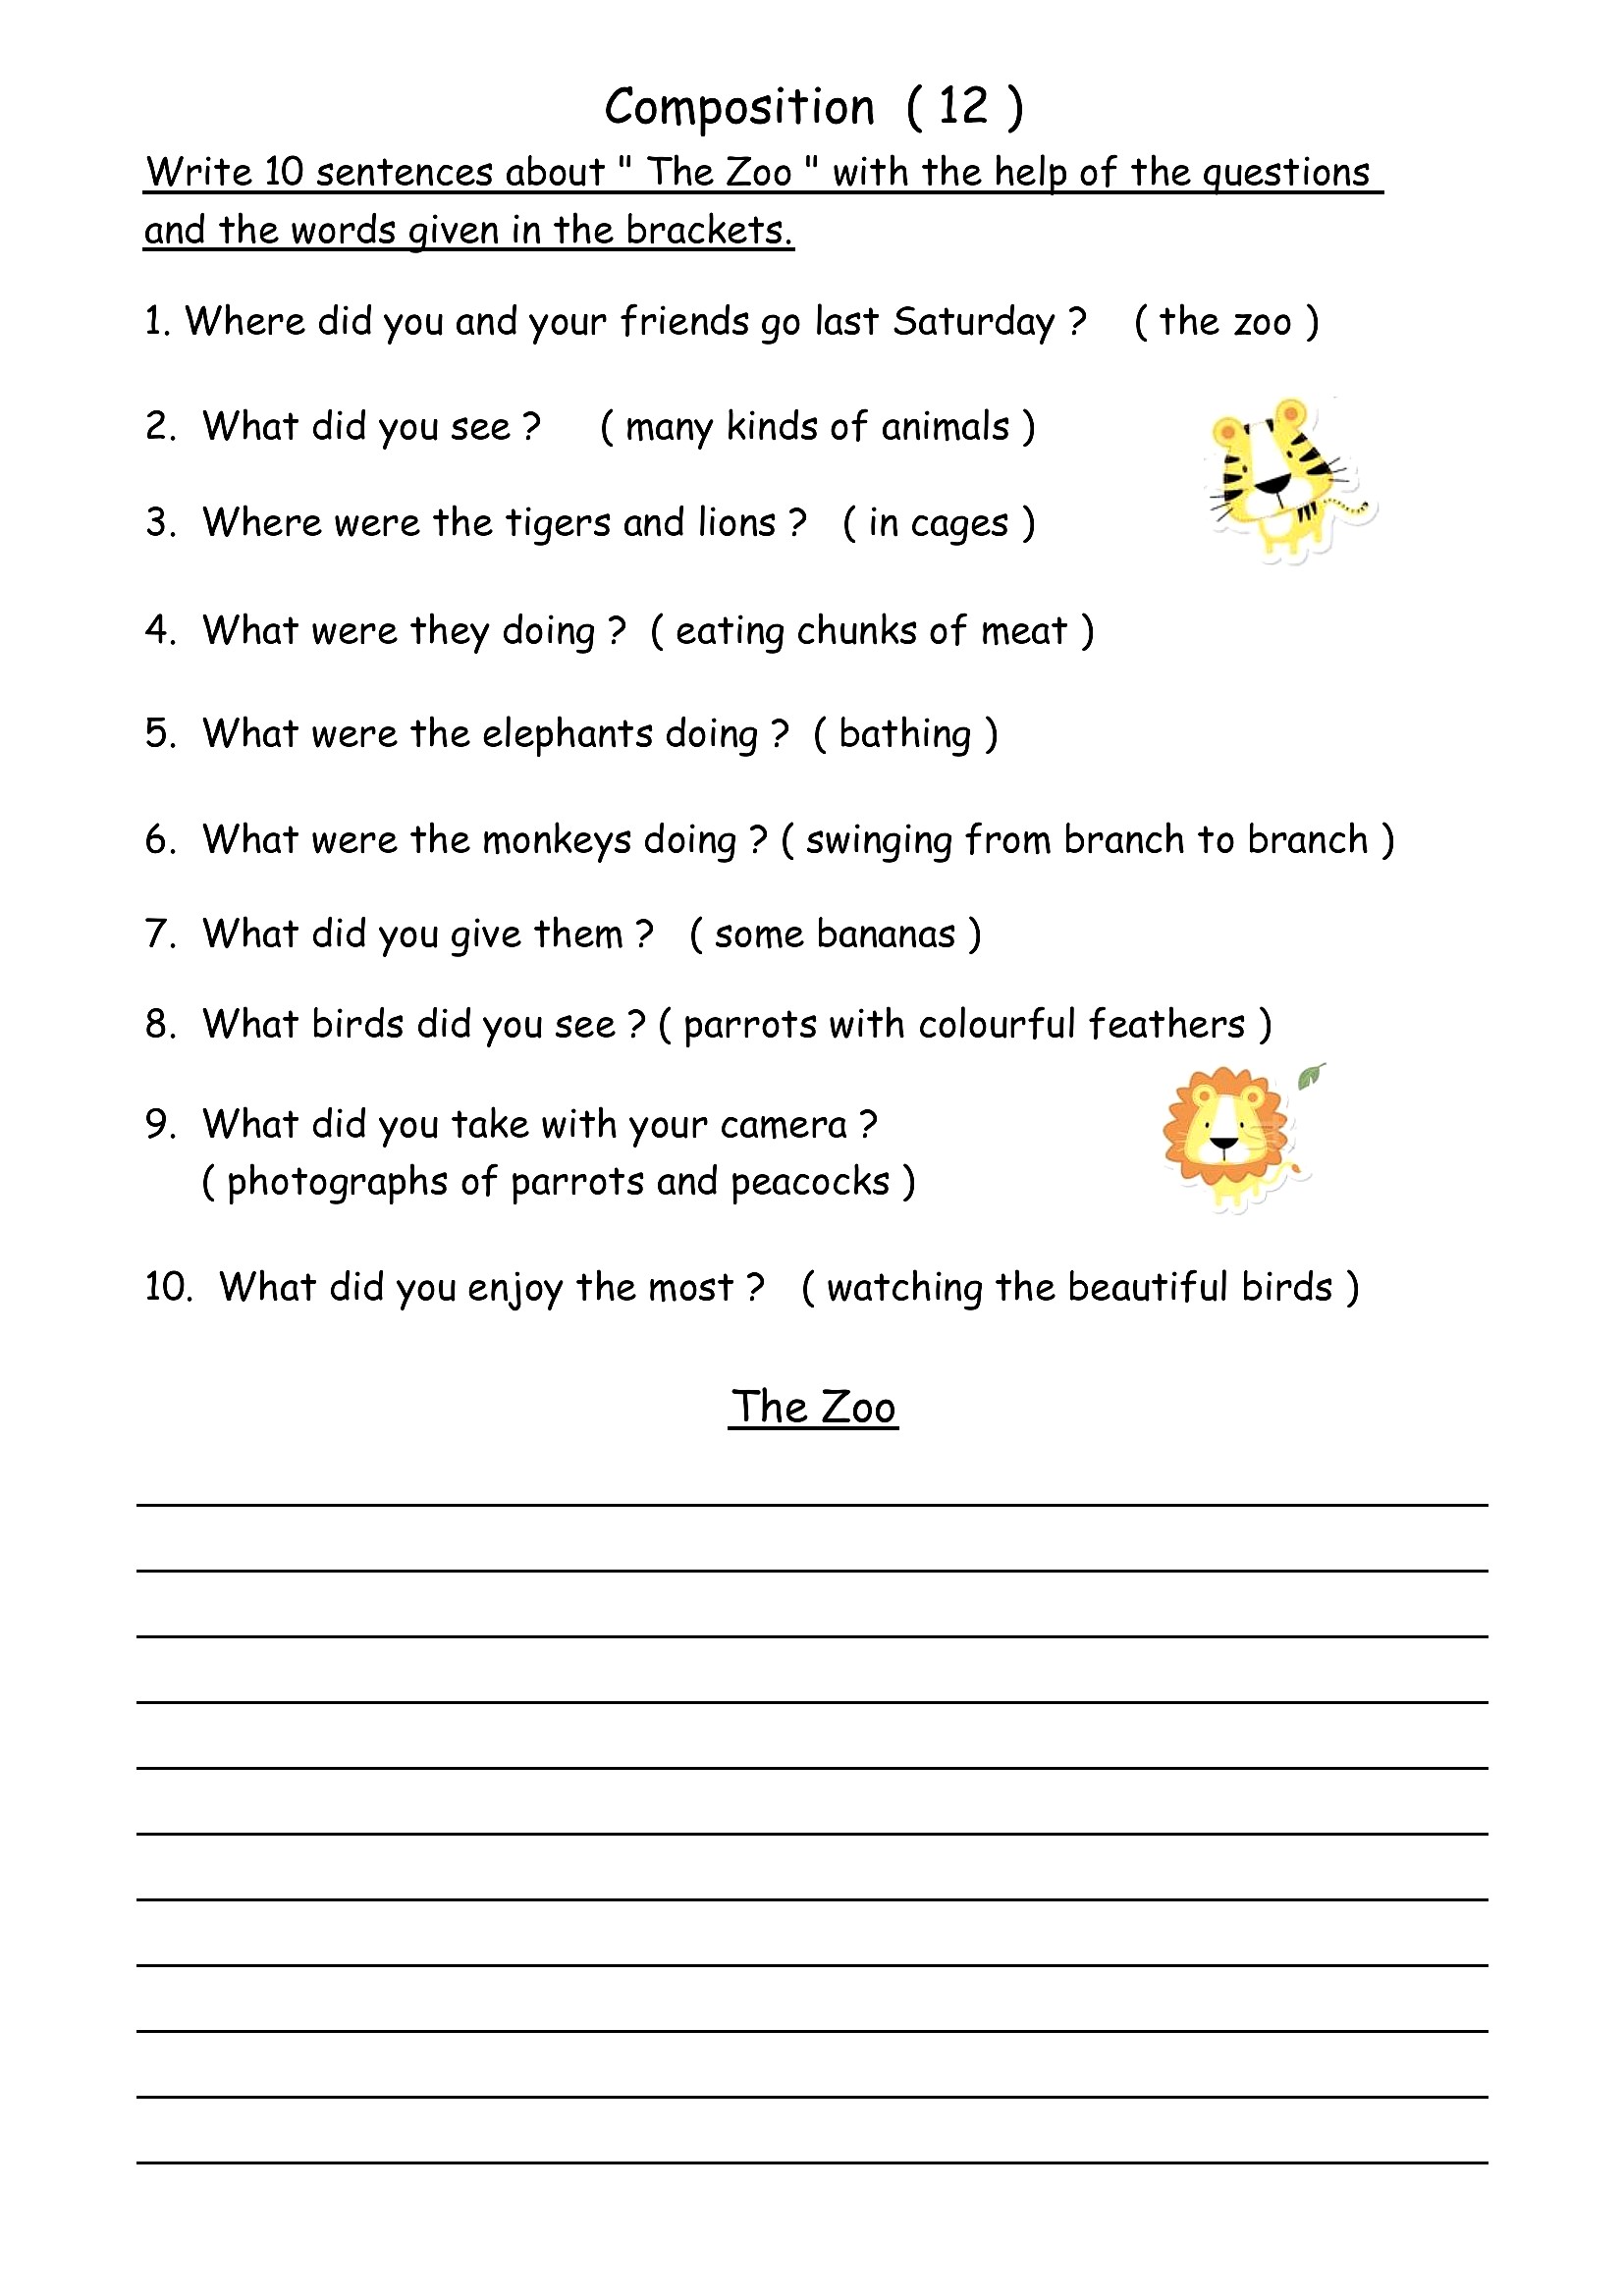 Composition ( 12 )
Write 10 sentences about " The Zoo " with the help of the questions
and the words given in the brackets.
1. Where did you and your friends go last Saturday ? ( the zoo )
2. What did you see ? ( many kinds of animals )
3. Where were the tigers and lions ? ( in cages )
4. What were they doing ? ( eating chunks of meat )
5. What were the elephants doing ? ( bathing )
6. What were the monkeys doing ? ( swinging from branch to branch )
7. What did you give them ? ( some bananas )
8. What birds did you see ? ( parrots with colourful feathers )
9. What did you take with your camera ?
( photographs of parrots and peacocks )
10. What did you enjoy the most ? ( watching the beautiful birds )
The Zoo